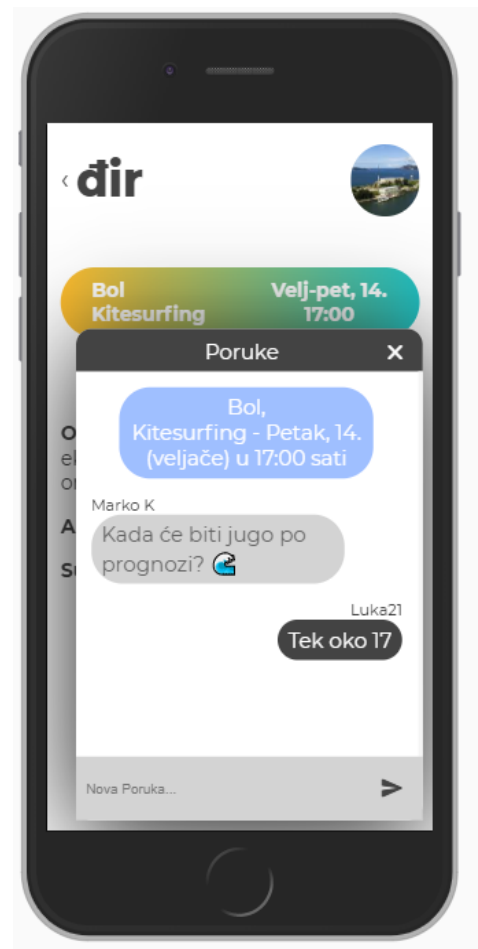 ‹ đir
Bol Velj-pet, 14.
Kitesurfing 17:00
Poruke X
Bol,
Kitesurfing - Petak, 14.
(veljače) u 17:00 sati
Marko K
Kada će biti jugo po
prognozi? 🌊
Luka21
Tek oko 17
Nova Poruka...